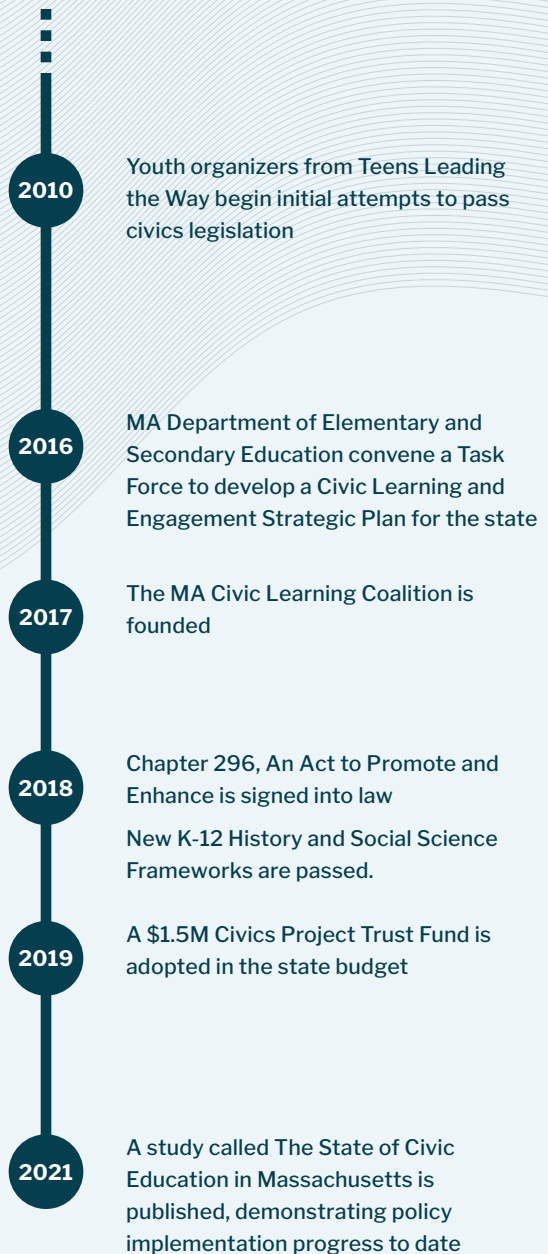 2010
Youth organizers from Teens Leading
the Way begin initial attempts to pass
civics legislation
2016
MA Department of Elementary and
Secondary Education convene a Task
Force to develop a Civic Learning and
Engagement Strategic Plan for the state
2017
The MA Civic Learning Coalition is
founded
2018
Chapter 296, An Act to Promote and
Enhance is signed into law
New K-12 History and Social Science
Frameworks are passed.
2019
A $1.5M Civics Project Trust Fund is
adopted in the state budget
2021
A study called The State of Civic
Education in Massachusetts is
published, demonstrating policy
implementation progress to date